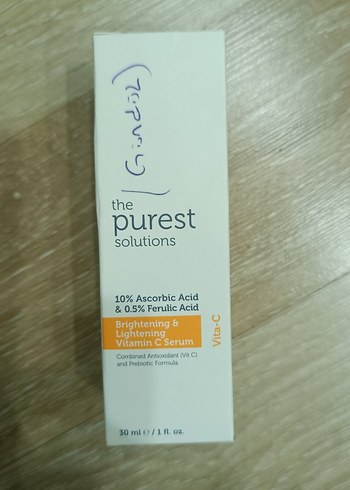 (Gündüz)
the
purest
solutions
10% Ascorbic Acid
& 0.5% Ferulic Acid
Brightening &
Lightening
Vitamin C Serum
Vita-C
Combined Antioxidant (Vit C)
and Prebiotic Formula
30 ml ℮ / 1 fl. oz.